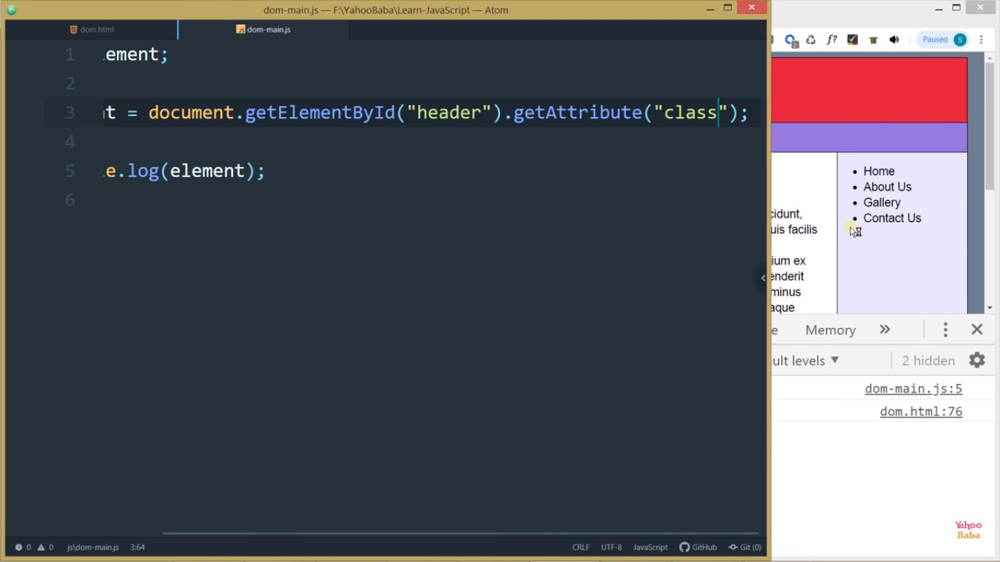 dom-main.js — F:\YahooBaba\Learn-JavaScript — Atom
dom.html
dom-main.js
1 ement;
2
3 t = document.getElementById("header").getAttribute("class");
4
5 e.log(element);
6
0 0 js\dom-main.js 3:64 CRLF UTF-8 JavaScript GitHub Git (0)
2 f? Paused S
Home
About Us
Gallery
Contact Us
cidunt,
uis facilis
ium ex
enderit
minus
aque
e Memory »
ult levels ▼ 2 hidden
dom-main.js:5
dom.html:76
Yahoo
Baba